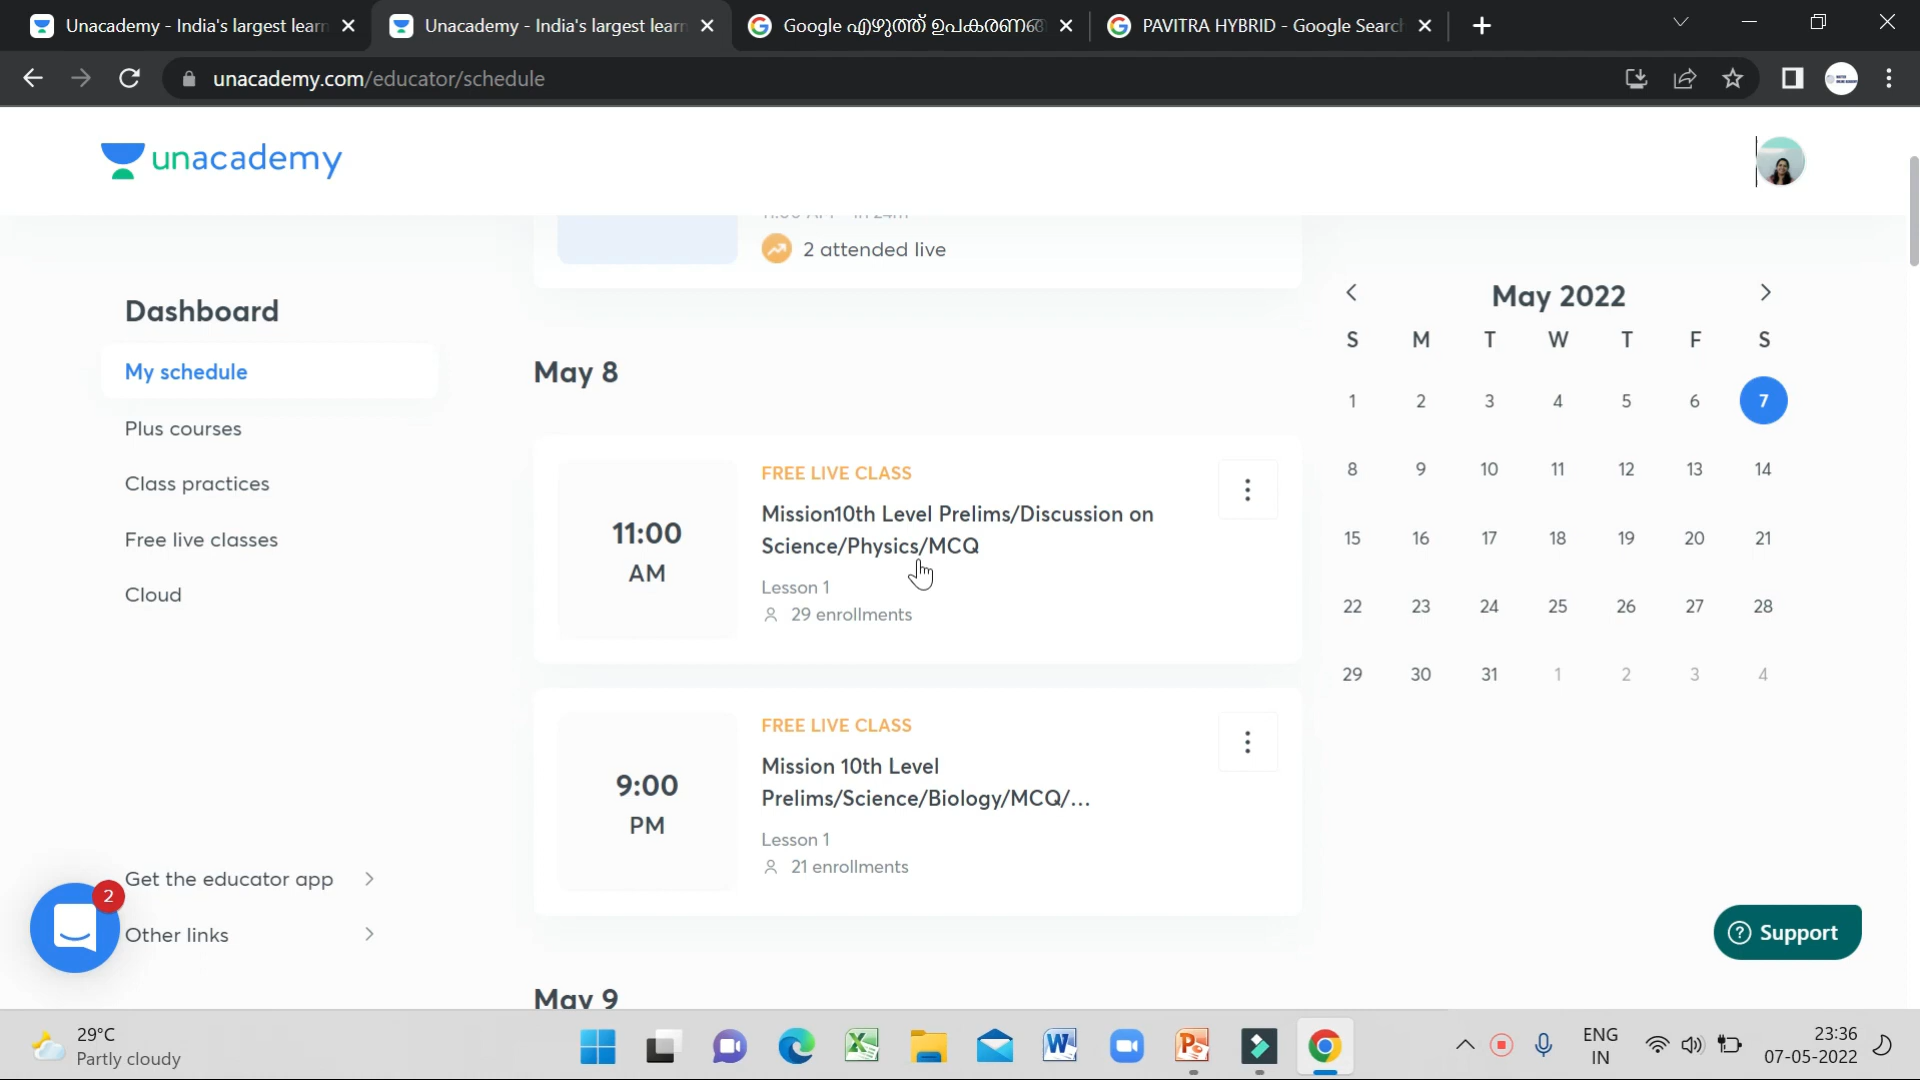 Unacademy - India's largest learn
Unacademy - India's largest learn
Google എഴുത്ത് ഉപകരണങ്ങ
PAVITRA HYBRID - Google Search
unacademy.com/educator/schedule
unacademy
2 attended live
Dashboard
My schedule
Plus courses
Class practices
Free live classes
Cloud
Get the educator app
2
Other links
May 8
11:00
AM
FREE LIVE CLASS
Mission10th Level Prelims/Discussion on
Science/Physics/MCQ
Lesson 1
29 enrollments
9:00
PM
FREE LIVE CLASS
Mission 10th Level
Prelims/Science/Biology/MCQ/...
Lesson 1
21 enrollments
May 9
May 2022
S M T W T F S
1 2 3 4 5 6 7
8 9 10 11 12 13 14
15 16 17 18 19 20 21
22 23 24 25 26 27 28
29 30 31 1 2 3 4
Support
29°C
Partly cloudy
ENG
IN
23:36
07-05-2022